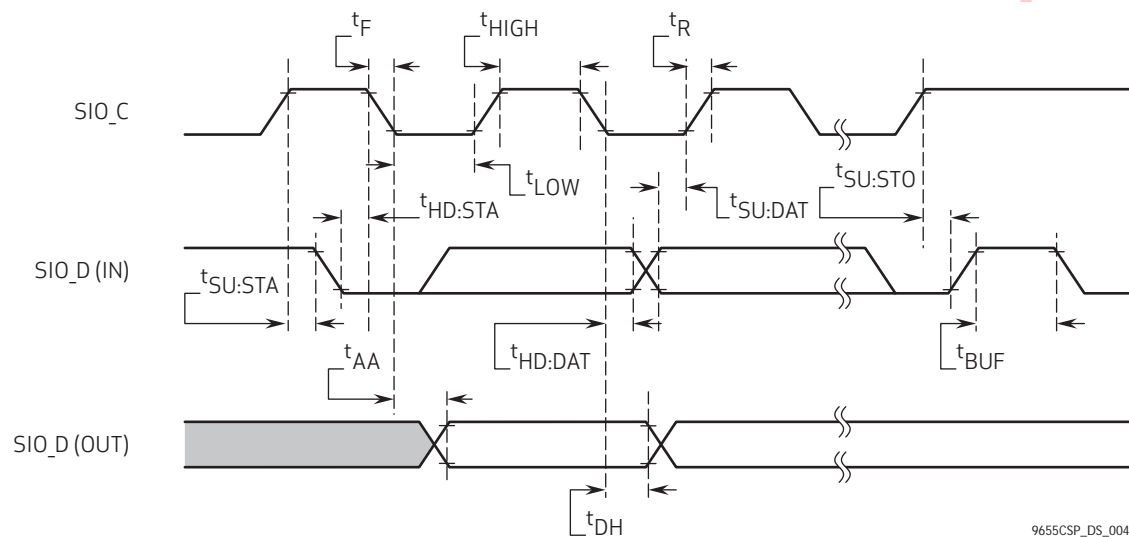 tF
tHIGH
tR
SIO_C
tLOW
tSU:STO
tHD:STA
tSU:DAT
SIO_D (IN)
tSU:STA
tAA
tHD:DAT
tBUF
SIO_D (OUT)
tDH
9655CSP_DS_004